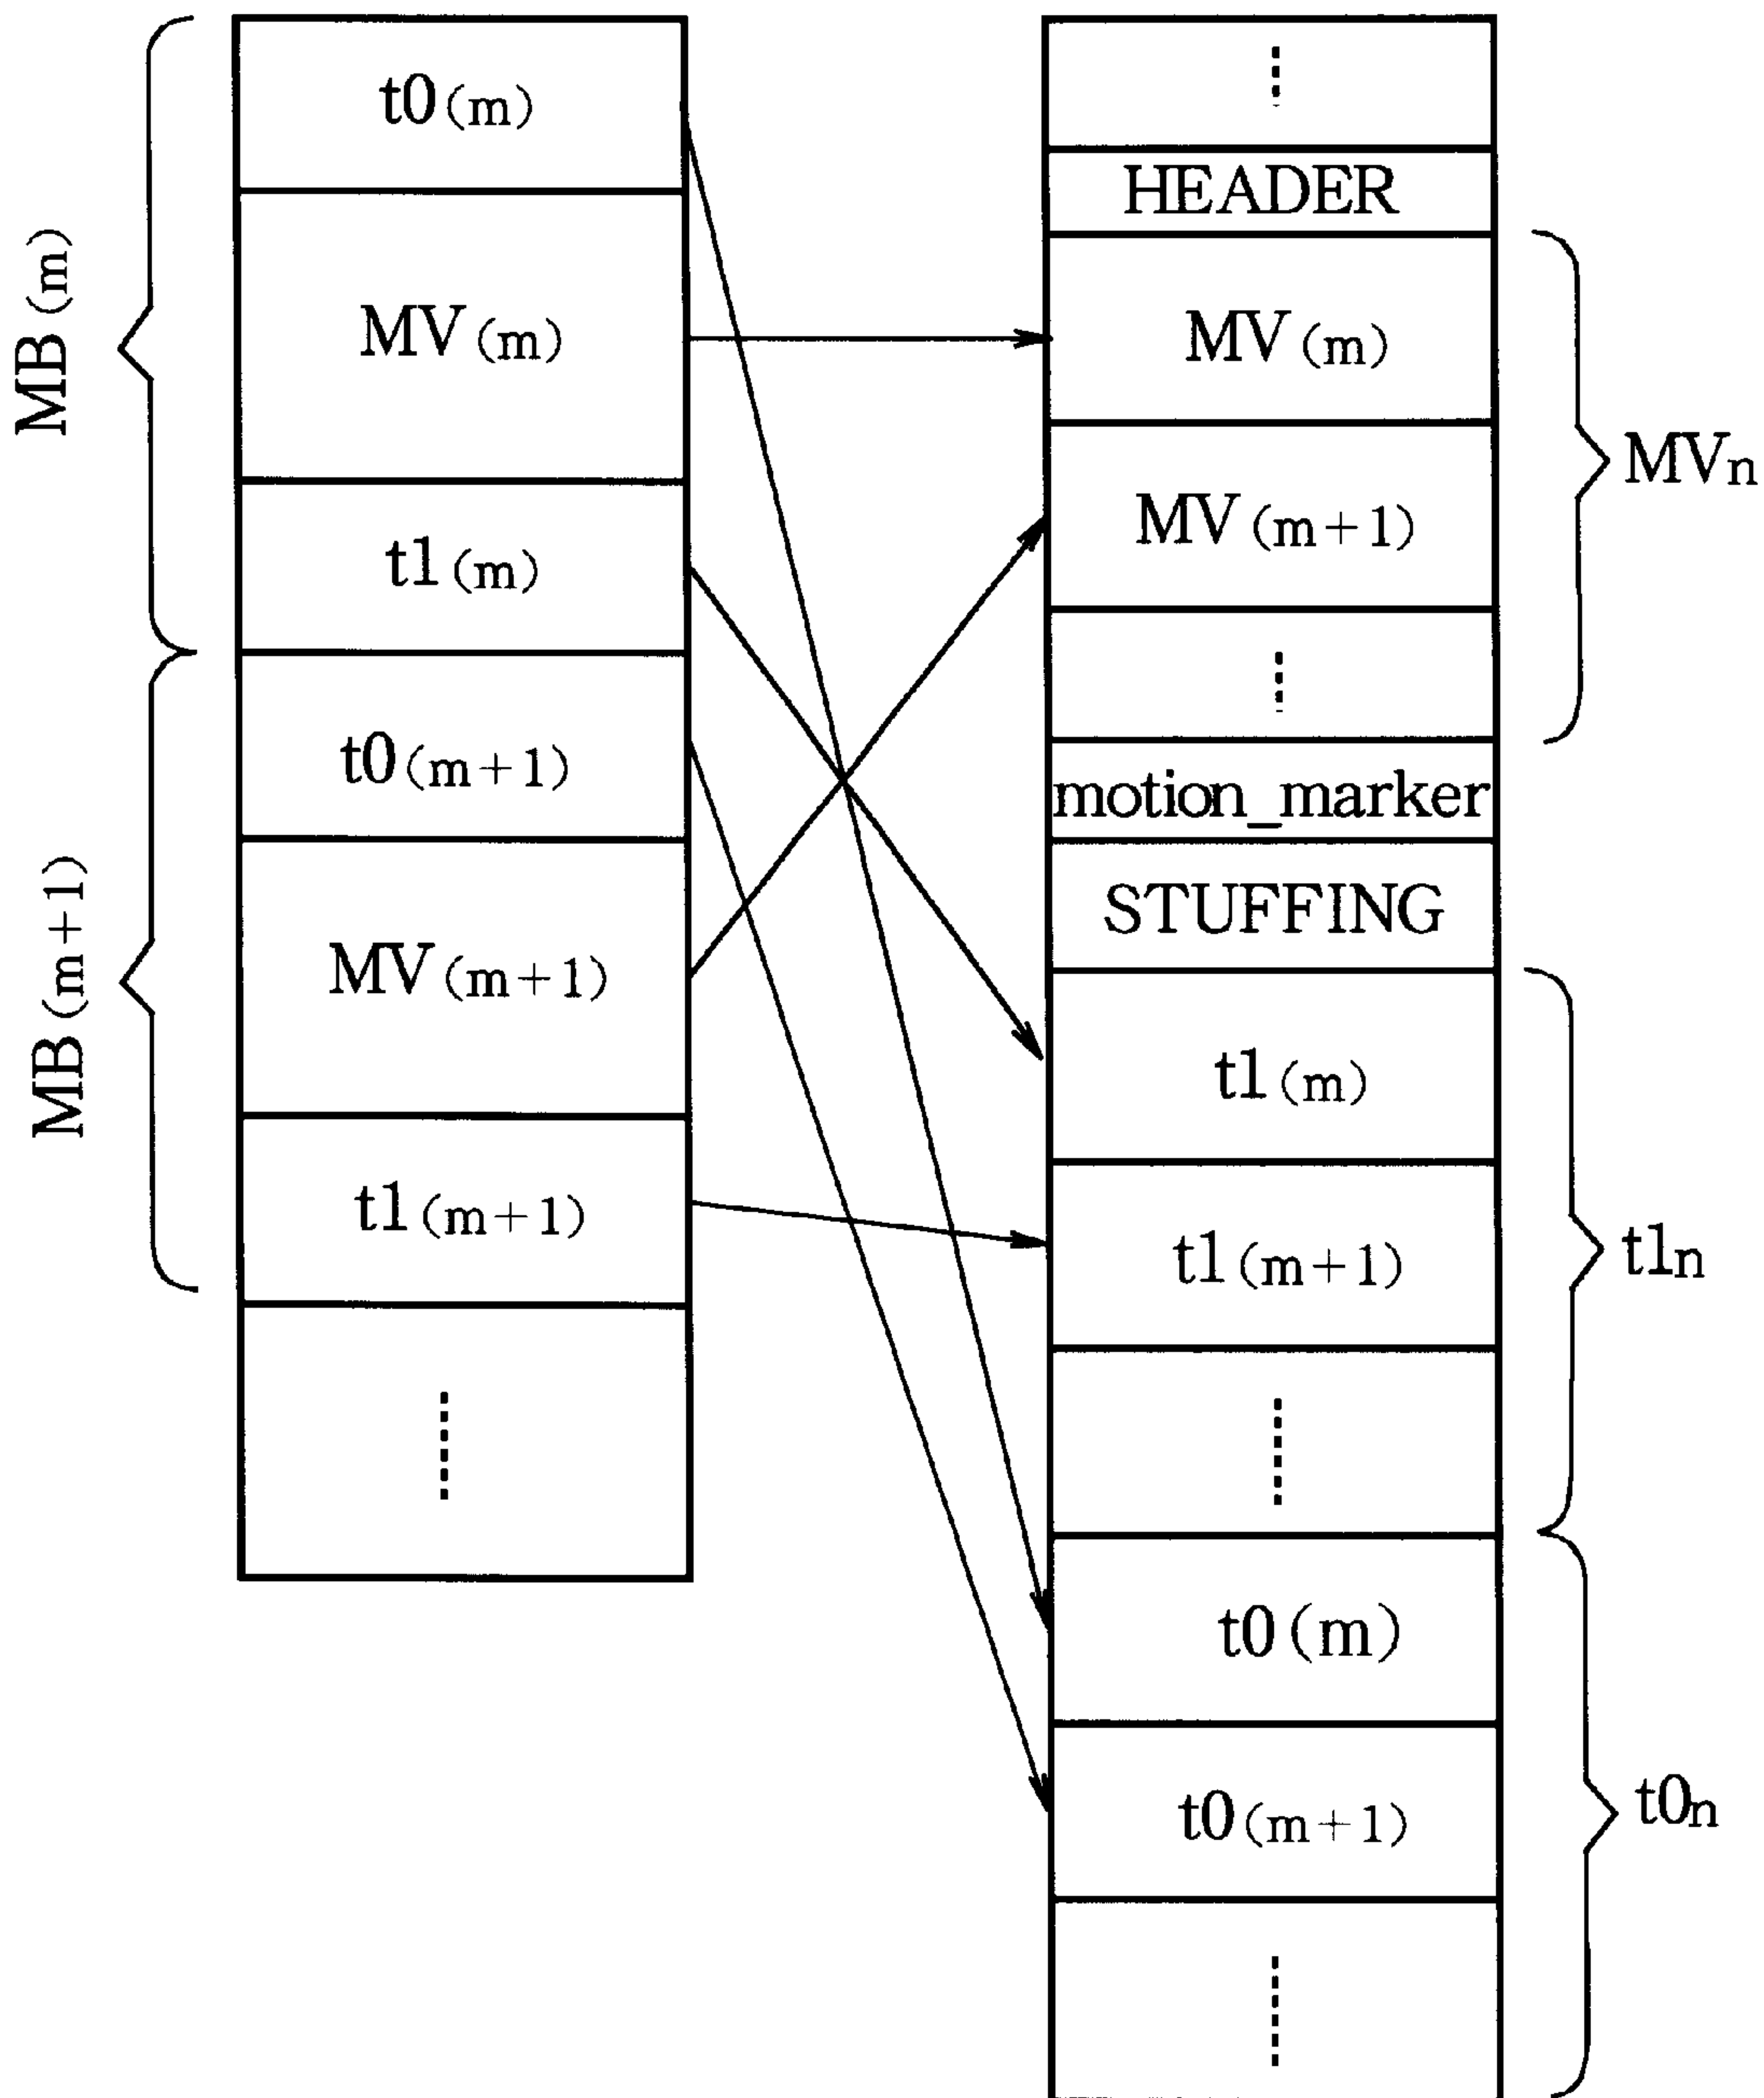 MB(m)
t0(m)
MV(m)
t1(m)
MB(m+1)
t0(m+1)
MV(m+1)
t1(m+1)
HEADER
MV(m)
MV(m+1)
MVn
motion_marker
STUFFING
t1(m)
t1(m+1)
t1n
t0(m)
t0(m+1)
t0n